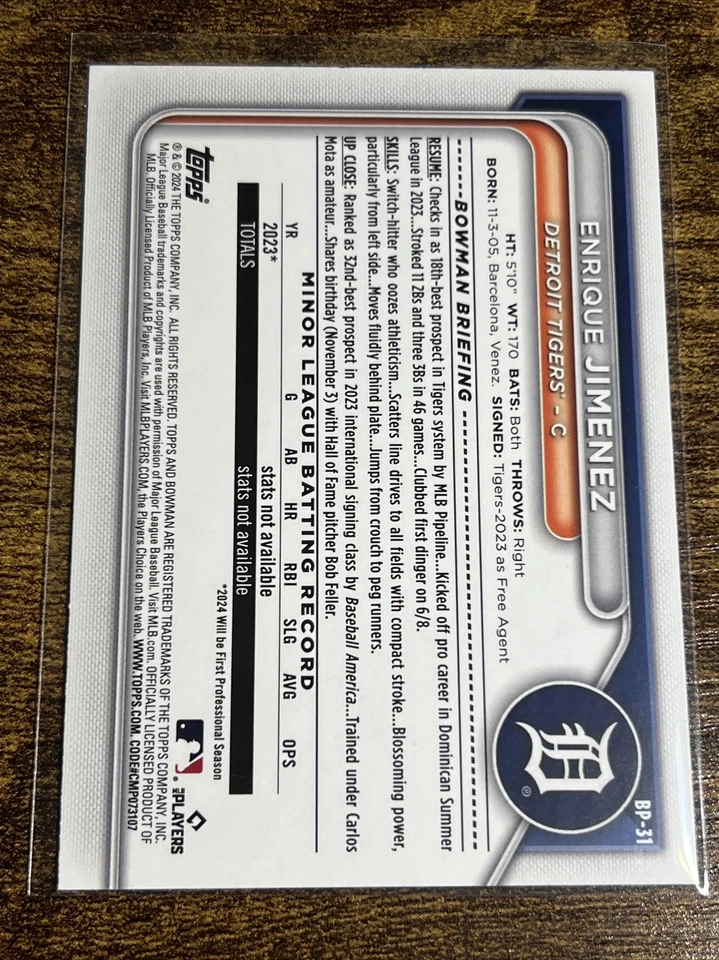 BP-31
ENRIQUE JIMENEZ
DETROIT TIGERS® - C
HT: 5'10" WT: 170 BATS: Both THROWS: Right
BORN: 11-3-05, Barcelona, Venez. SIGNED: Tigers-2023 as Free Agent
BOWMAN BRIEFING
RESUME: Checks in as 18th-best prospect in Tigers system by MLB Pipeline...Kicked off pro career in Dominican Summer
League in 2023...Stroked 11 2Bs and three 3Bs in 46 games...Clubbed first dinger on 6/8.
SKILLS: Switch-hitter who oozes athleticism...Scatters line drives to all fields with compact stroke...Blossoming power,
particularly from left side...Moves fluidly behind plate...Jumps from crouch to peg runners.
UP CLOSE: Ranked as 32nd-best prospect in 2023 international signing class by Baseball America...Trained under Carlos
Mota as amateur...Shares birthday (November 3) with Hall of Fame pitcher Bob Feller.
MINOR LEAGUE BATTING RECORD
YR G AB HR RBI SLG AVG OPS
2023* stats not available
TOTALS stats not available
*2024 Will be First Professional Season
topps®
MLB PLAYERS
® & © 2024 THE TOPPS COMPANY, INC. ALL RIGHTS RESERVED. TOPPS AND BOWMAN ARE REGISTERED TRADEMARKS OF THE TOPPS COMPANY, INC.
Major League Baseball trademarks and copyrights are used with permission of Major League Baseball. Visit MLB.com. OFFICIALLY LICENSED PRODUCT OF
MLB. Officially Licensed Product of MLB Players, Inc. Visit MLBPLAYERS.COM, the Players Choice on the web. WWW.TOPPS.COM. CODE#CMP073107